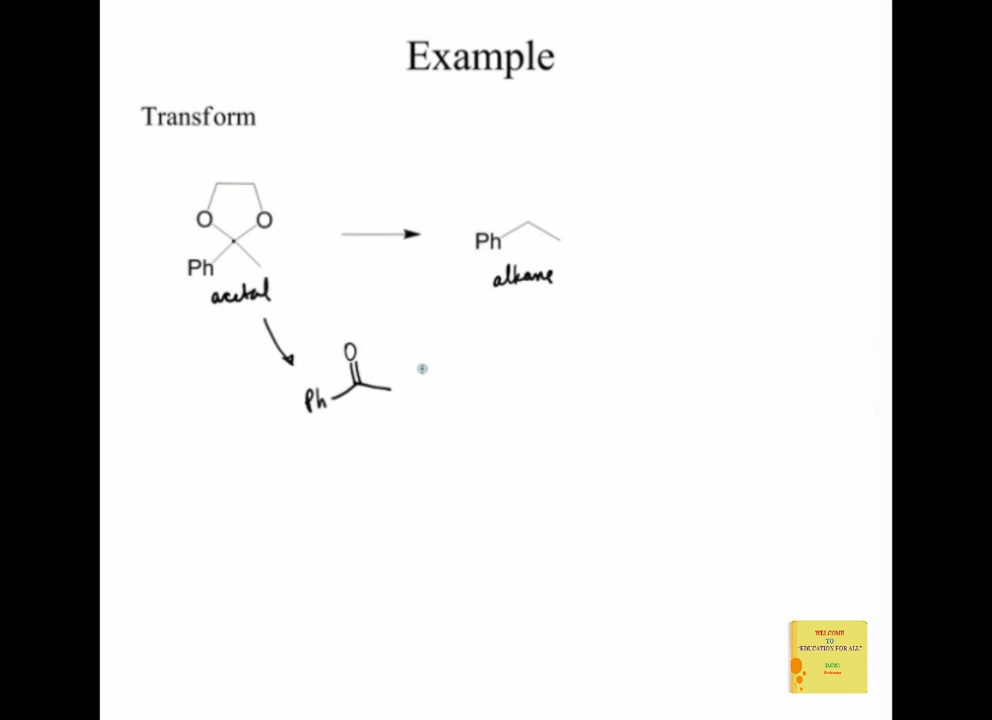 Example
Transform
O O
Ph
acetal
Ph
alkane
O
Ph
WELCOME
TO
"EDUCATION FOR ALL"